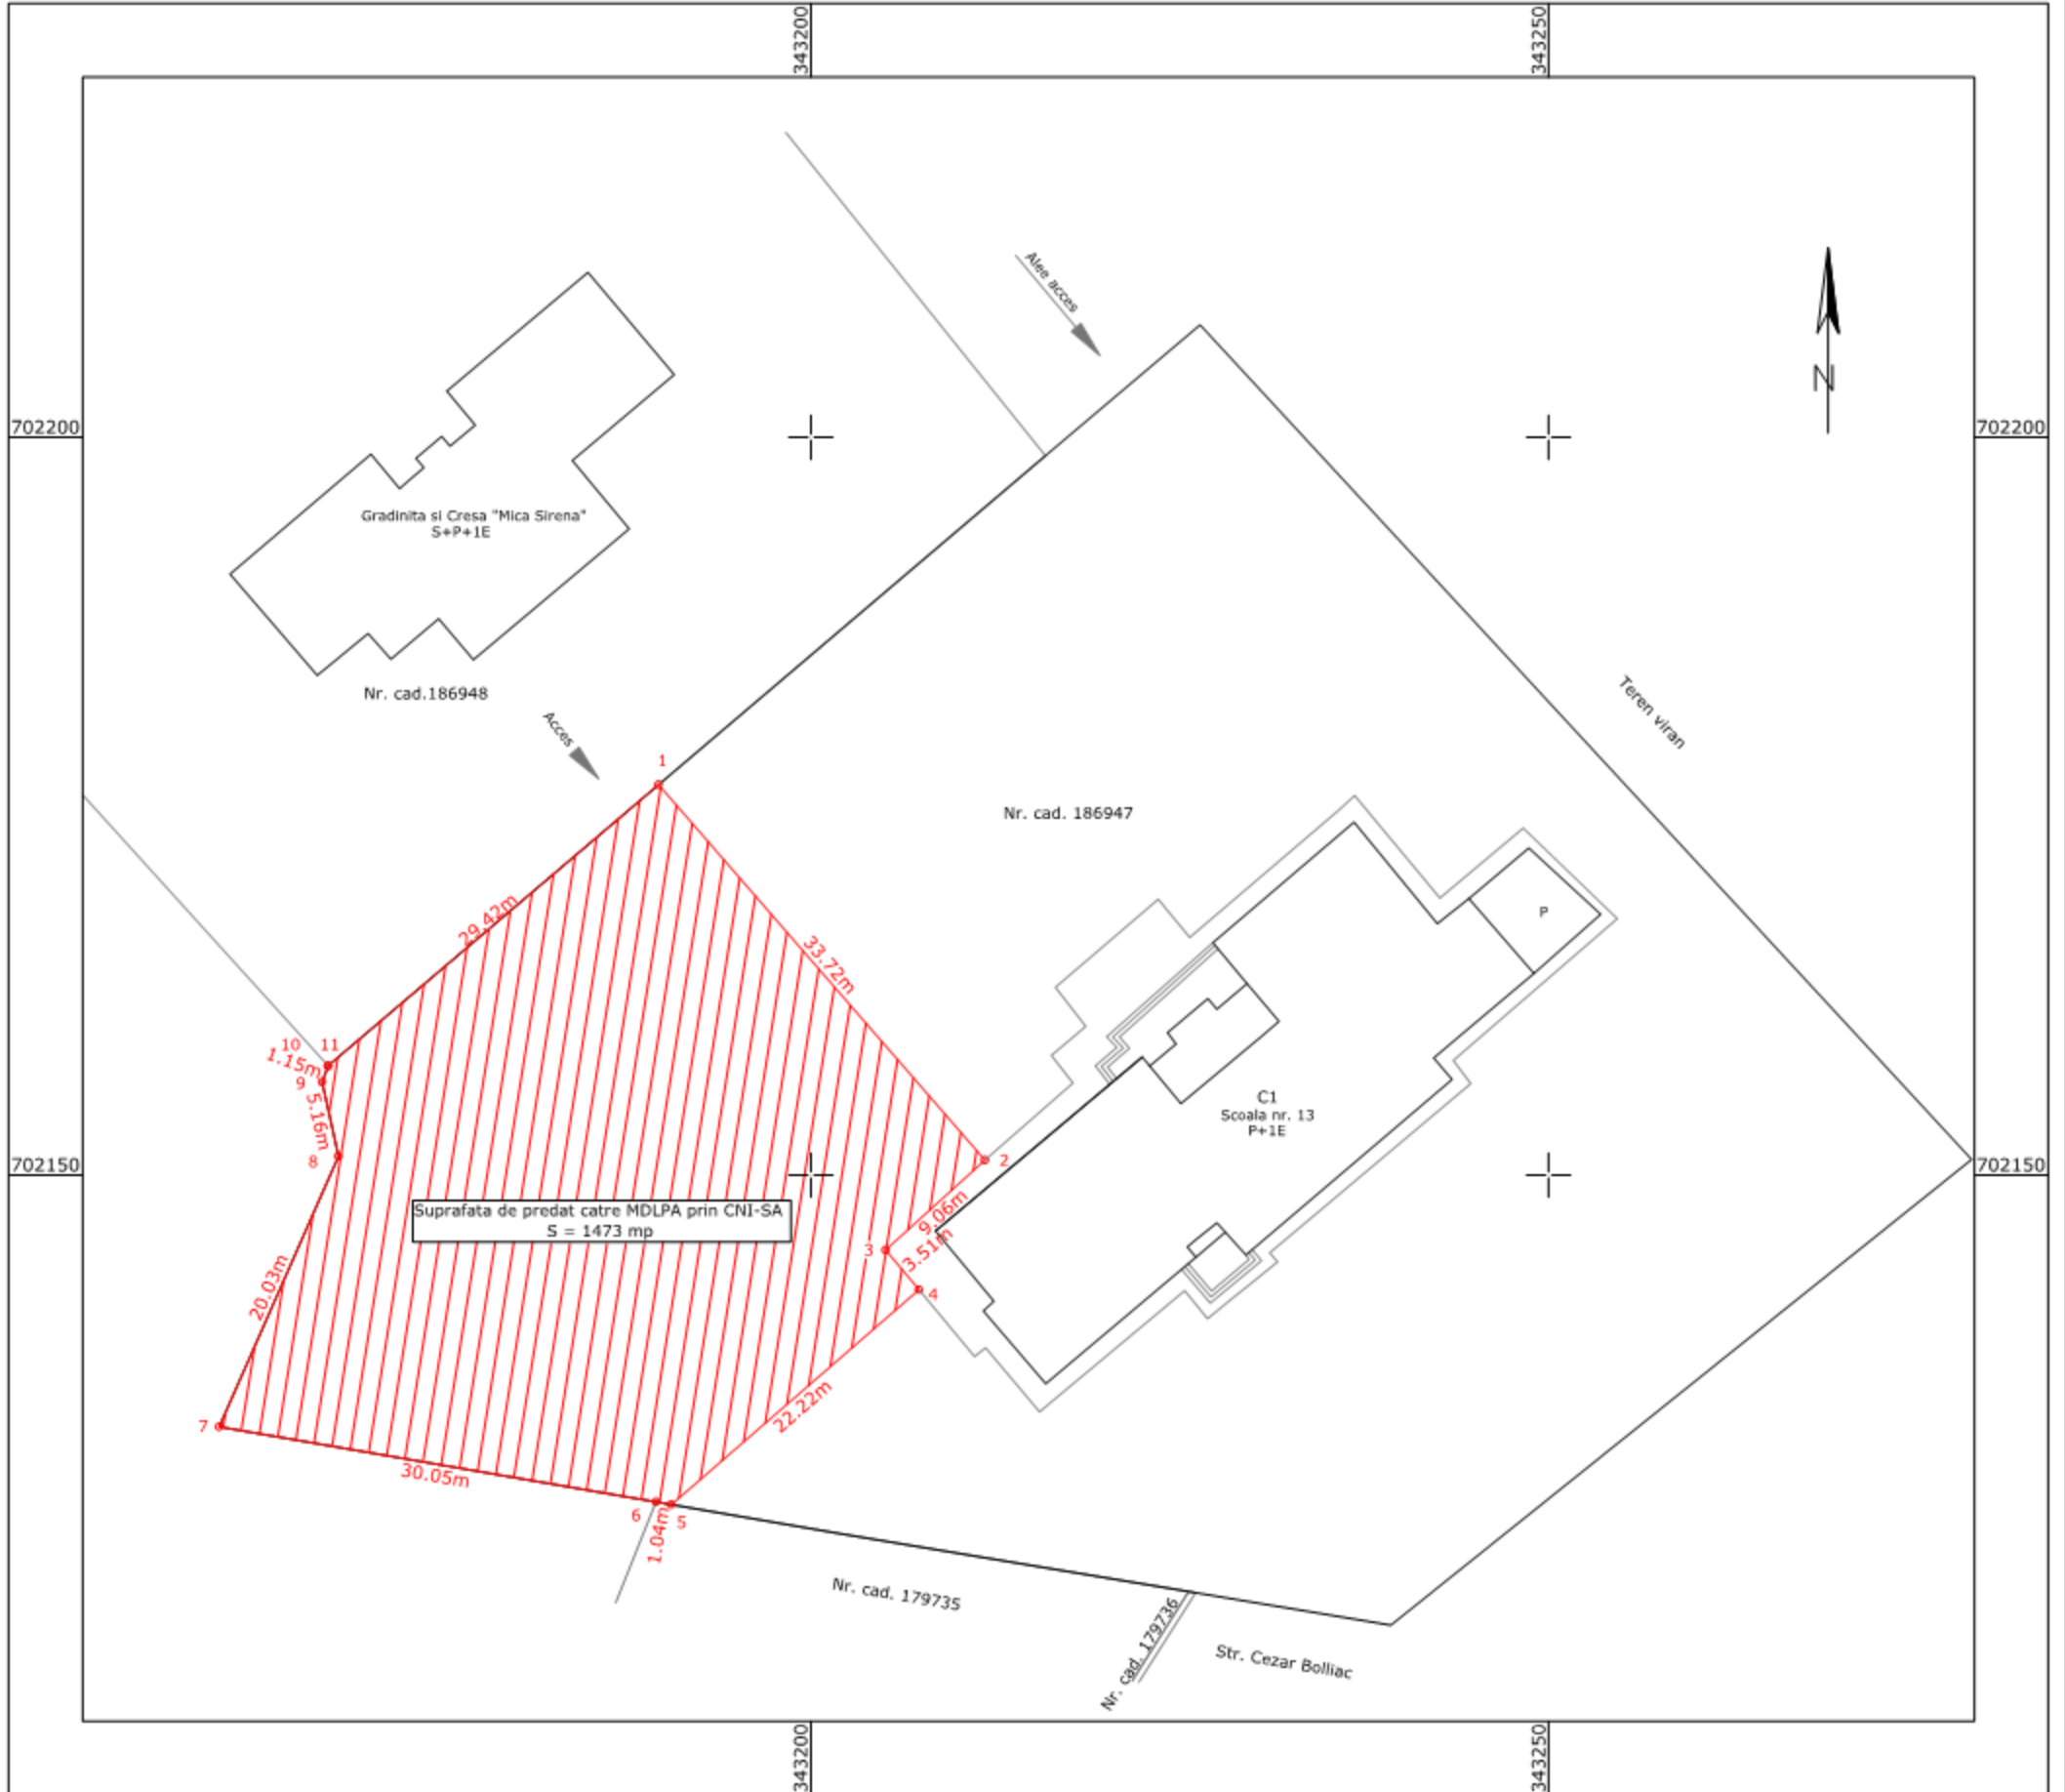 343200
343250
Alee acces
702200
702200
Gradinita si Cresa "Mica Sirena"
S+P+1E
N
Nr. cad.186948
Teren viran
Acces
1
Nr. cad. 186947
29.42m
P
33.72m
10
11
1.15m
9
5.16m
C1
Scoala nr. 13
P+1E
8
2
702150
702150
Suprafata de predat catre MDLPA prin CNI-SA
S = 1473 mp
9.06m
3
3.51m
4
20.03m
22.22m
7
30.05m
6
5
1.04m
Nr. cad. 179735
Nr. cad. 179736
Str. Cezar Bolliac
343200
343250